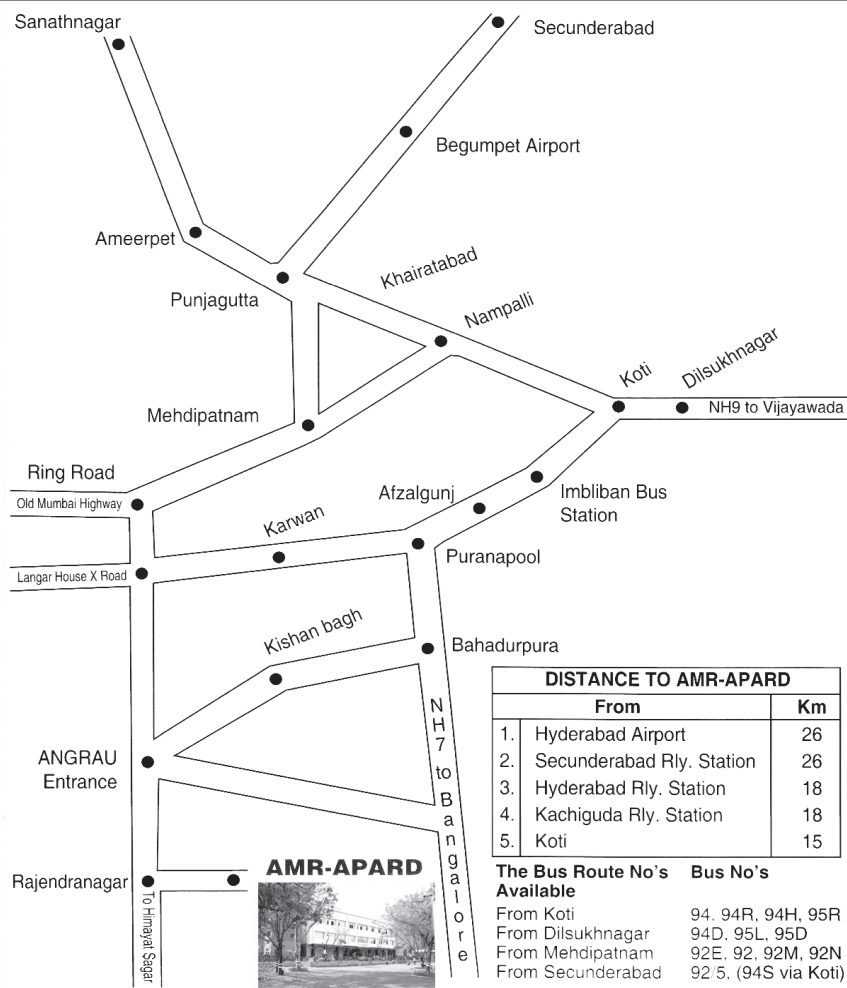 Sanathnagar
Secunderabad
Begumpet Airport
Ameerpet
Khairatabad
Punjagutta
Nampalli
Koti
Dilsukhnagar
NH9 to Vijayawada
Mehdipatnam
Ring Road
Old Mumbai Highway
Afzalgunj
Imbliban Bus
Station
Karwan
Puranapool
Langar House X Road
Kishan bagh
Bahadurpura
NH7 to Bangalore
ANGRAU
Entrance
Rajendranagar
To Himayat Sagar
AMR-APARD
DISTANCE TO AMR-APARD
From Km
1. Hyderabad Airport 26
2. Secunderabad Rly. Station 26
3. Hyderabad Rly. Station 18
4. Kachiguda Rly. Station 18
5. Koti 15
The Bus Route No's Bus No's
Available
From Koti 94. 94R, 94H, 95R
From Dilsukhnagar 94D, 95L, 95D
From Mehdipatnam 92E, 92, 92M, 92N
From Secunderabad 92/5, (94S via Koti)